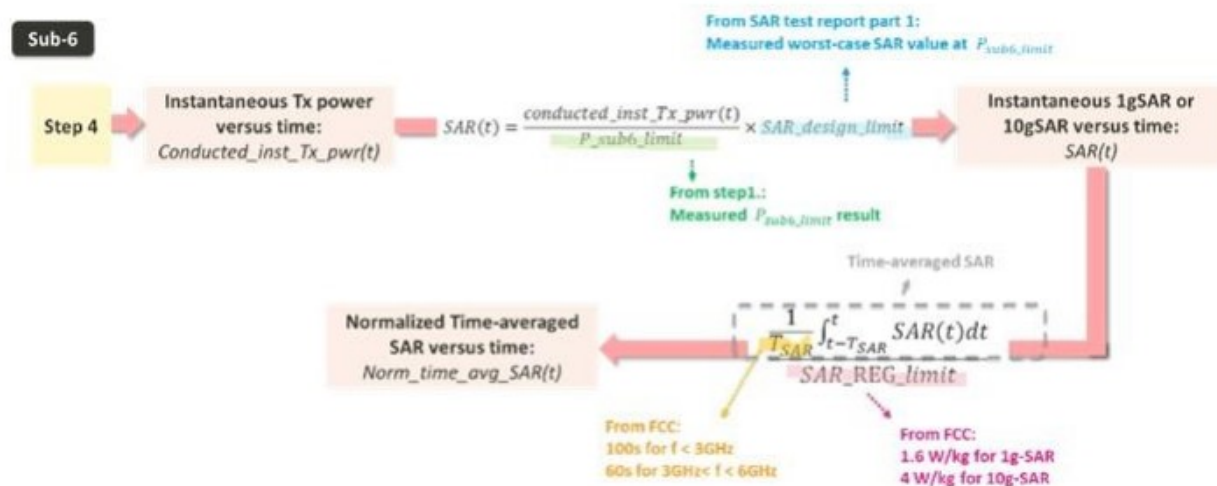 Sub-6
Step 4
Instantaneous Tx power
versus time:
Conducted_inst_Tx_pwr(t)
SAR(t) = conducted_inst_Tx_pwr(t) / P_sub6_limit × SAR_design_limit
From SAR test report part 1:
Measured worst-case SAR value at P_sub6_limit
From step1.:
Measured P_sub6_limit result
Instantaneous 1gSAR or
10gSAR versus time:
SAR(t)
Time-averaged SAR
1/T_SAR ∫_{t-T_SAR}^{t} SAR(t)dt
SAR_REG_limit
Normalized Time-averaged
SAR versus time:
Norm_time_avg_SAR(t)
From FCC:
100s for f < 3GHz
60s for 3GHz< f < 6GHz
From FCC:
1.6 W/kg for 1g-SAR
4 W/kg for 10g-SAR